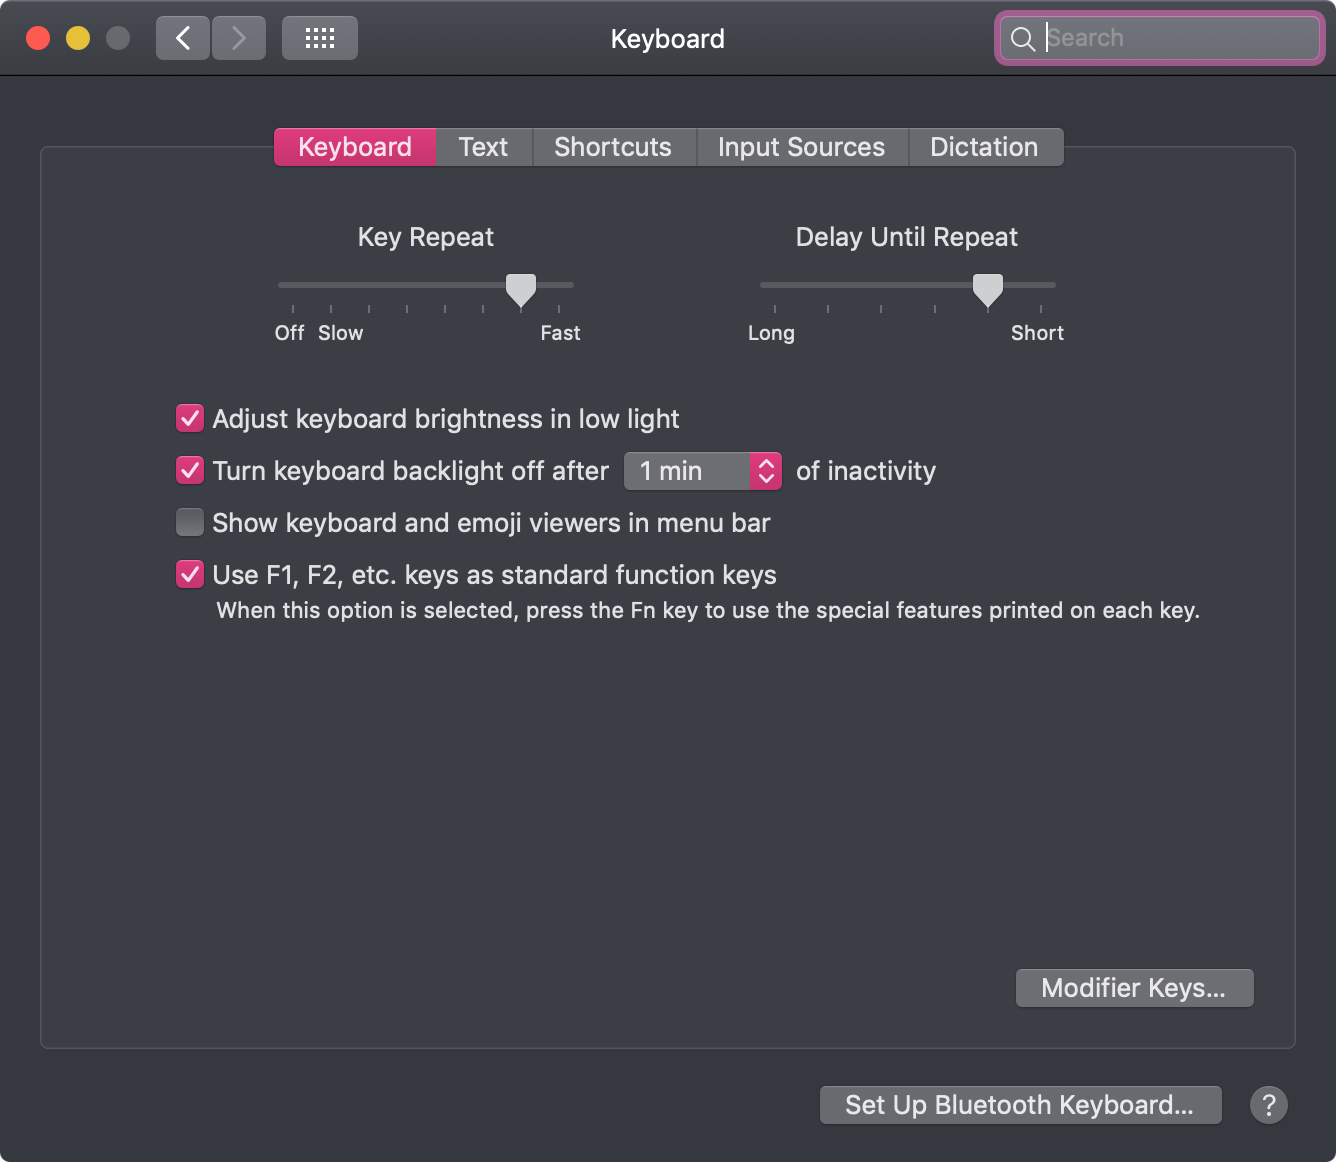 Keyboard
Search
Keyboard Text Shortcuts Input Sources Dictation
Key Repeat Delay Until Repeat
Off Slow Fast Long Short
Adjust keyboard brightness in low light
Turn keyboard backlight off after 1 min of inactivity
Show keyboard and emoji viewers in menu bar
Use F1, F2, etc. keys as standard function keys
When this option is selected, press the Fn key to use the special features printed on each key.
Modifier Keys...
Set Up Bluetooth Keyboard... ?